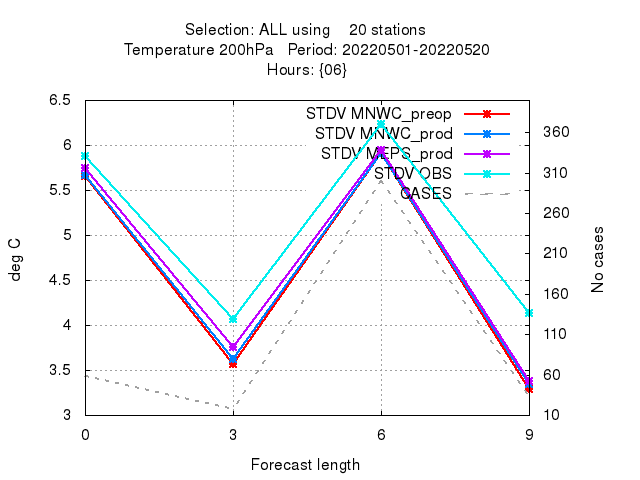 Selection: ALL using    20 stations
Temperature 200hPa   Period: 20220501-20220520
Hours: {06}
STDV MNWC_preop
STDV MNWC_prod
STDV MEPS_prod
STDV OBS
CASES
deg C
6.5
6
5.5
5
4.5
4
3.5
3
360
310
260
210
160
110
60
10
No cases
0 3 6 9
Forecast length